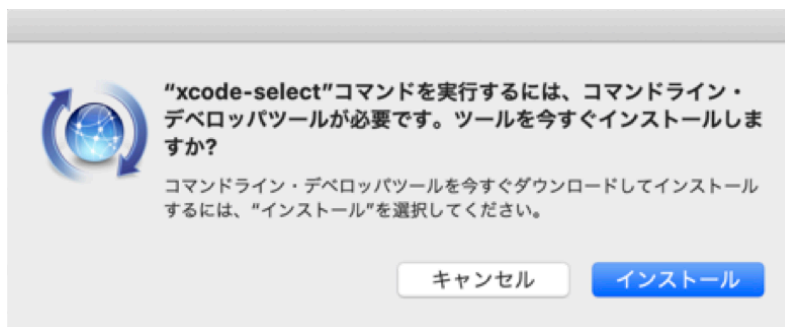 “xcode-select”コマンドを実行するには、コマンドライン・
デベロッパツールが必要です。ツールを今すぐインストールしま
すか?
コマンドライン・デベロッパツールを今すぐダウンロードしてインストール
するには、“インストール”を選択してください。
キャンセル
インストール